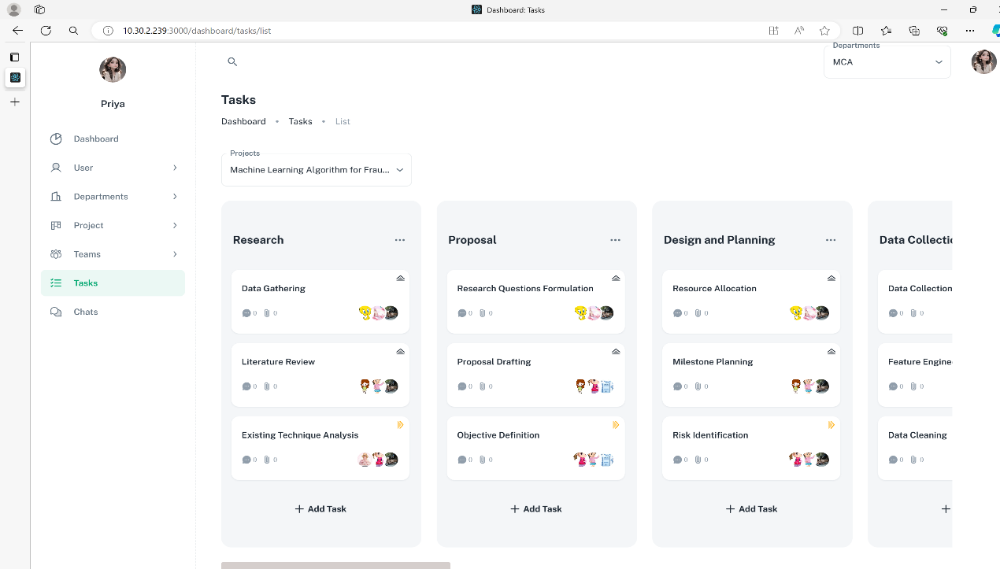 Dashboard: Tasks
10.30.2.239:3000/dashboard/tasks/list
Priya
Dashboard
User
Departments
Project
Teams
Tasks
Chats
Departments
MCA
Tasks
Dashboard • Tasks • List
Projects
Machine Learning Algorithm for Frau...
Research
Data Gathering
0 0
Literature Review
0 0
Existing Technique Analysis
0 0
+ Add Task
Proposal
Research Questions Formulation
0 0
Proposal Drafting
0 0
Objective Definition
0 0
+ Add Task
Design and Planning
Resource Allocation
0 0
Milestone Planning
0 0
Risk Identification
0 0
+ Add Task
Data Collectio
Data Collection
0 0
Feature Engine
0 0
Data Cleaning
0 0
+